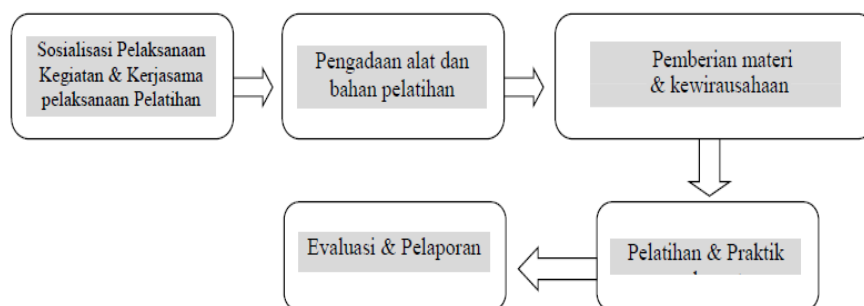 Sosialisasi Pelaksanaan
Kegiatan & Kerjasama
pelaksanaan Pelatihan
Pengadaan alat dan
bahan pelatihan
Pemberian materi
& kewirausahaan
Pelatihan & Praktik
Evaluasi & Pelaporan